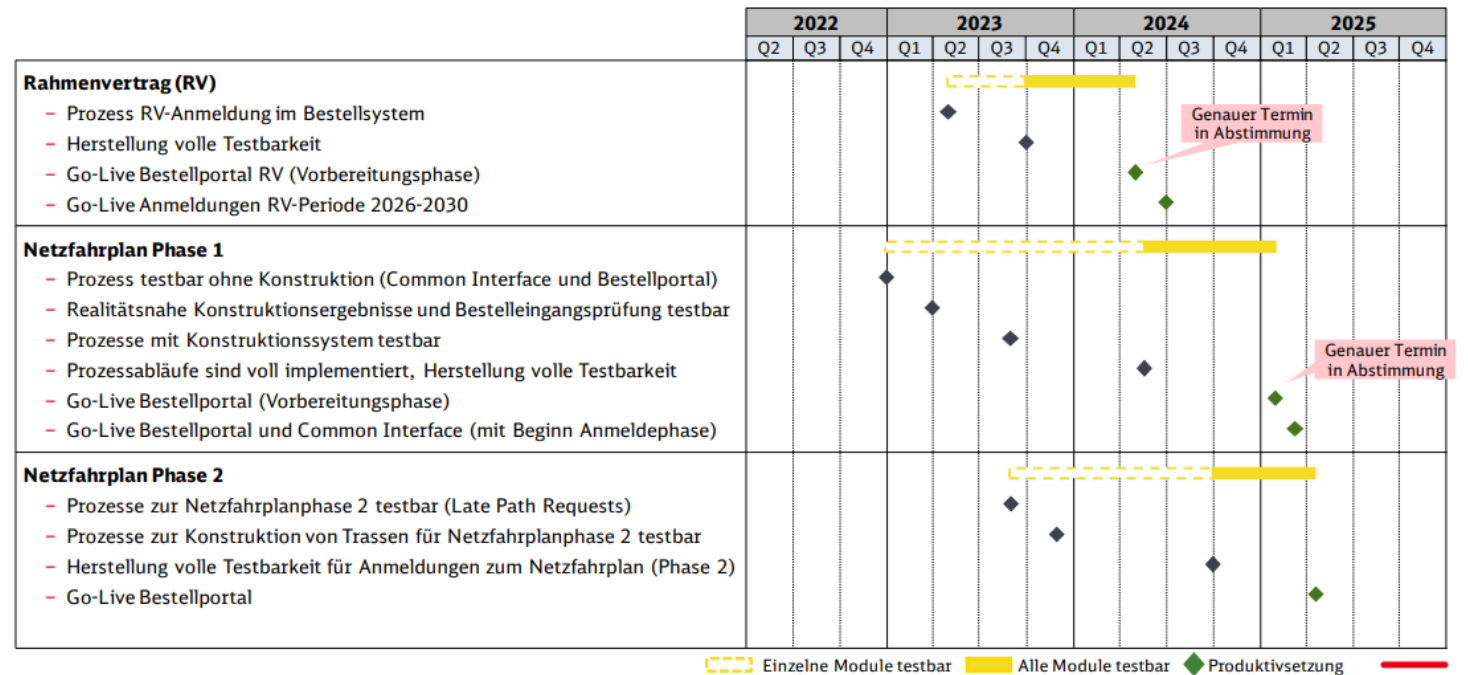 2022 2023 2024 2025
Q2 Q3 Q4 Q1 Q2 Q3 Q4 Q1 Q2 Q3 Q4 Q1 Q2 Q3 Q4
Rahmenvertrag (RV)
– Prozess RV-Anmeldung im Bestellsystem
– Herstellung volle Testbarkeit
– Go-Live Bestellportal RV (Vorbereitungsphase)
– Go-Live Anmeldungen RV-Periode 2026-2030
Genauer Termin
in Abstimmung
Netzfahrplan Phase 1
– Prozess testbar ohne Konstruktion (Common Interface und Bestellportal)
– Realitätsnahe Konstruktionsergebnisse und Bestelleingangsprüfung testbar
– Prozesse mit Konstruktionssystem testbar
– Prozessabläufe sind voll implementiert, Herstellung volle Testbarkeit
– Go-Live Bestellportal (Vorbereitungsphase)
– Go-Live Bestellportal und Common Interface (mit Beginn Anmeldephase)
Genauer Termin
in Abstimmung
Netzfahrplan Phase 2
– Prozesse zur Netzfahrplanphase 2 testbar (Late Path Requests)
– Prozesse zur Konstruktion von Trassen für Netzfahrplanphase 2 testbar
– Herstellung volle Testbarkeit für Anmeldungen zum Netzfahrplan (Phase 2)
– Go-Live Bestellportal
Einzelne Module testbar Alle Module testbar Produktivsetzung